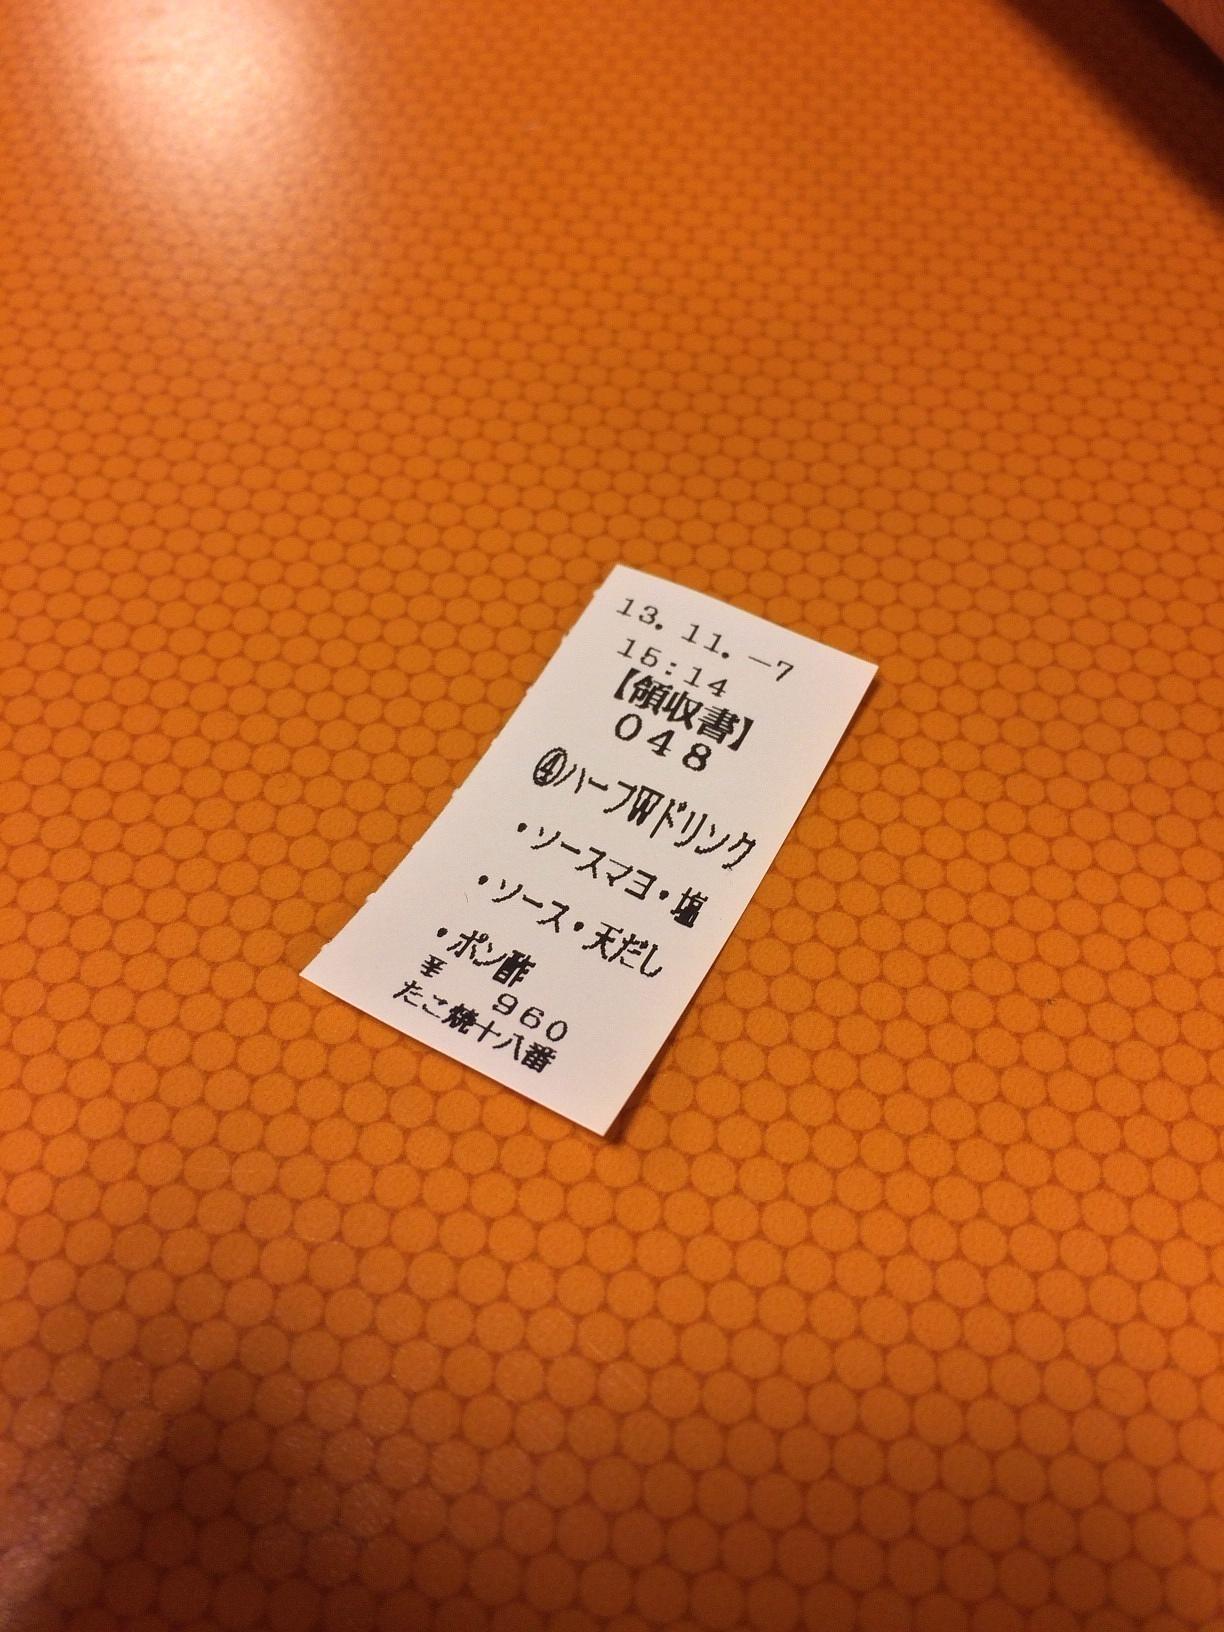 13. 11. -7
15:14
【領収書】
048
④ハーフWドリンク
・ソースマヨ・塩
・ソース・天だし
・ポン酢
¥ 960
たこ焼十八番